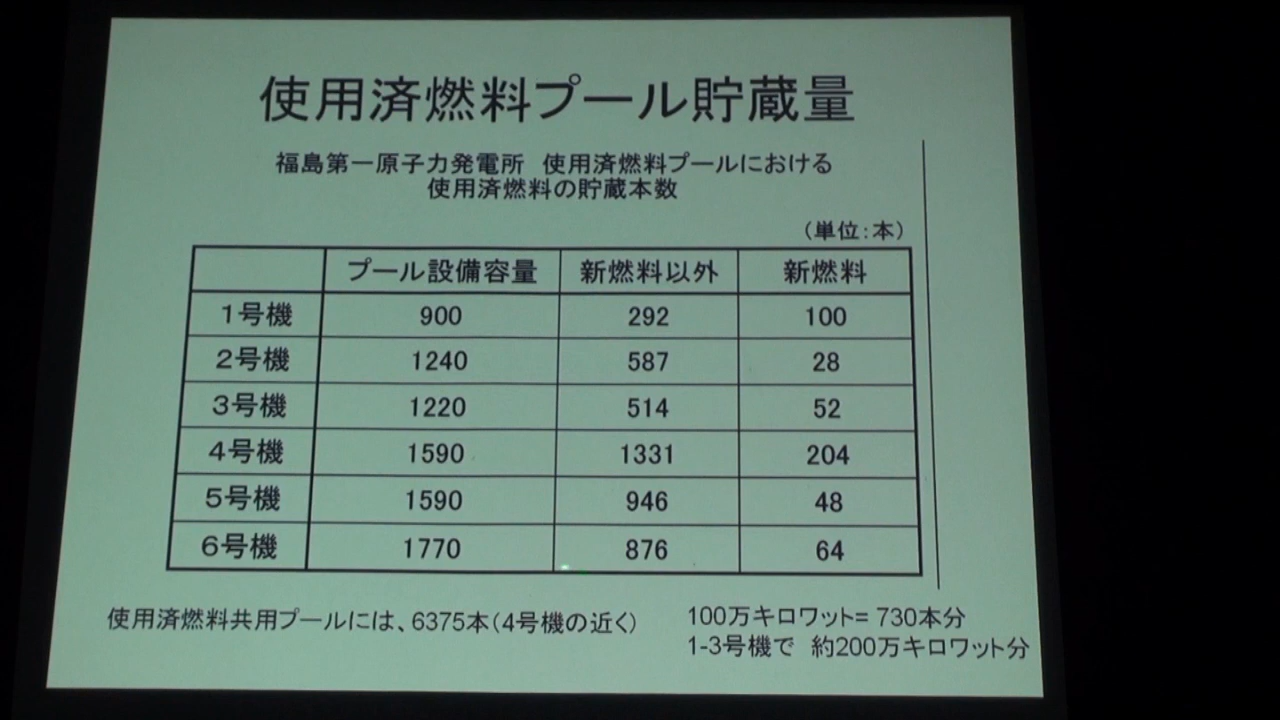 使用済燃料プール貯蔵量
福島第一原子力発電所　使用済燃料プールにおける
使用済燃料の貯蔵本数
（単位：本）
プール設備容量 新燃料以外 新燃料
１号機 900 292 100
２号機 1240 587 28
３号機 1220 514 52
４号機 1590 1331 204
５号機 1590 946 48
６号機 1770 876 64
使用済燃料共用プールには、6375本（4号機の近く）
100万キロワット= 730本分
1-3号機で　約200万キロワット分